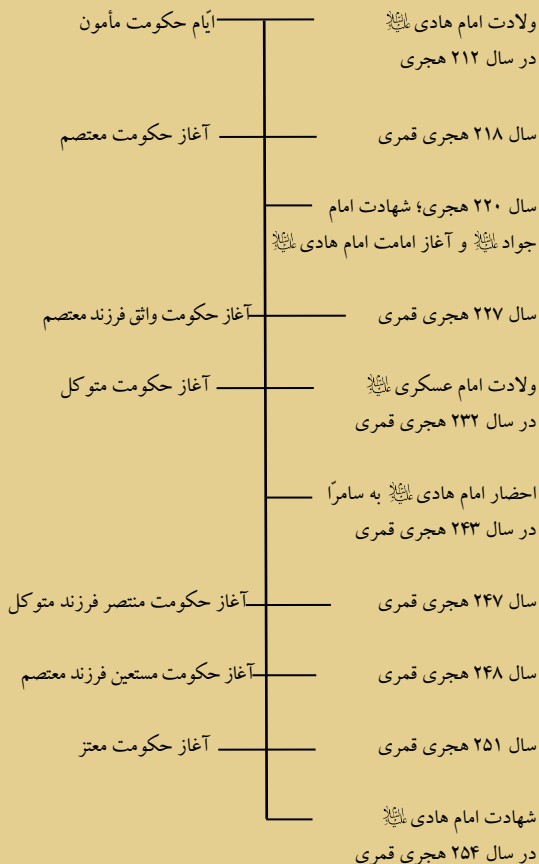 ولادت امام هادی علیه‌السلام
ایّام حکومت مأمون
در سال ۲۱۲ هجری
سال ۲۱۸ هجری قمری
آغاز حکومت معتصم
سال ۲۲۰ هجری؛ شهادت امام
جواد علیه‌السلام و آغاز امامت امام هادی علیه‌السلام
سال ۲۲۷ هجری قمری
آغاز حکومت واثق فرزند معتصم
ولادت امام عسکری علیه‌السلام
آغاز حکومت متوکل
در سال ۲۳۲ هجری قمری
احضار امام هادی علیه‌السلام به سامرّا
در سال ۲۴۳ هجری قمری
سال ۲۴۷ هجری قمری
آغاز حکومت منتصر فرزند متوکل
سال ۲۴۸ هجری قمری
آغاز حکومت مستعین فرزند معتصم
سال ۲۵۱ هجری قمری
آغاز حکومت معتز
شهادت امام هادی علیه‌السلام
در سال ۲۵۴ هجری قمری